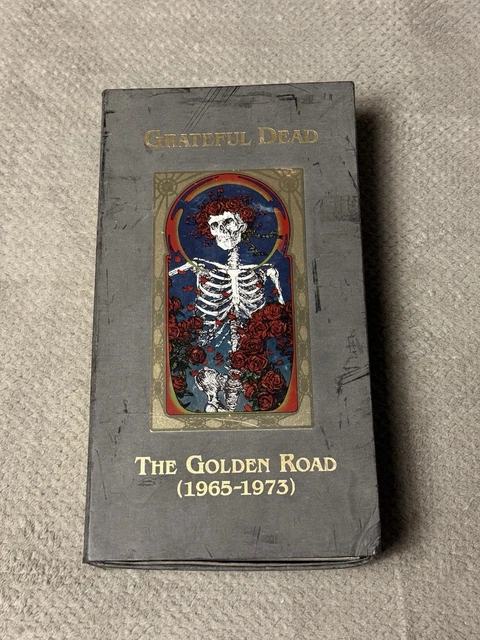 GRATEFUL DEAD
THE GOLDEN ROAD
(1965-1973)